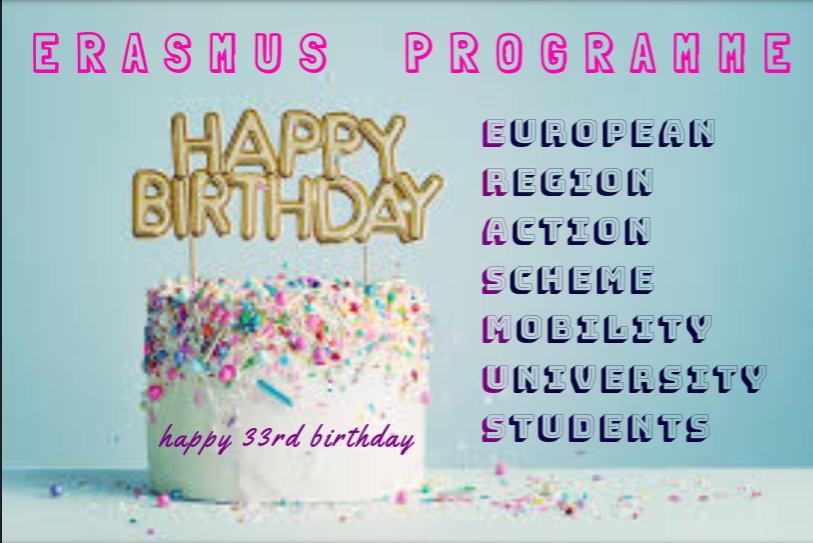 ERASMUS PROGRAMME
HAPPY
BIRTHDAY
happy 33rd birthday
EUROPEAN
REGION
ACTION
SCHEME
MOBILITY
UNIVERSITY
STUDENTS